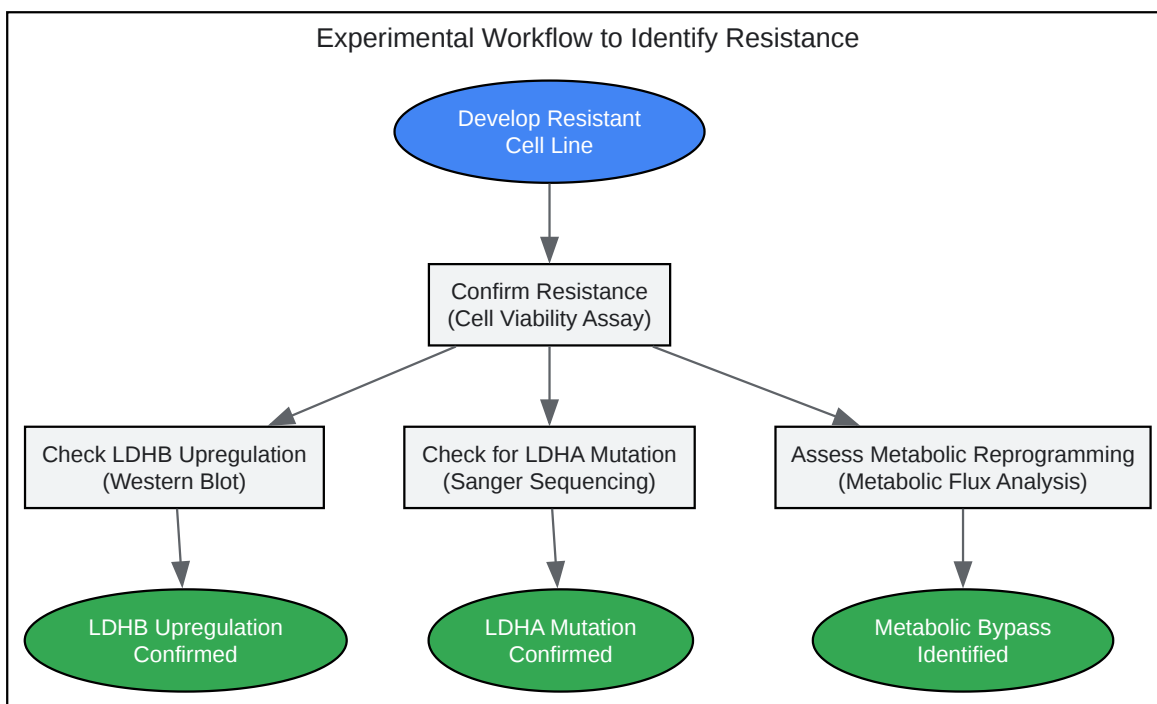 Experimental Workflow to Identify Resistance
Develop Resistant
Cell Line
Confirm Resistance
(Cell Viability Assay)
Check LDHB Upregulation
(Western Blot)
Check for LDHA Mutation
(Sanger Sequencing)
Assess Metabolic Reprogramming
(Metabolic Flux Analysis)
LDHB Upregulation
Confirmed
LDHA Mutation
Confirmed
Metabolic Bypass
Identified